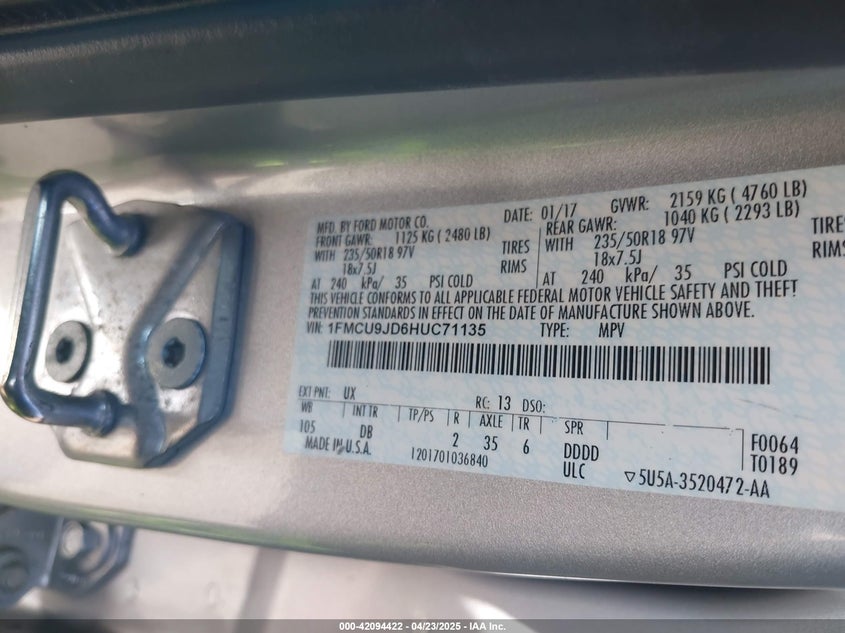 MFD. BY FORD MOTOR CO. DATE: 01/17 GVWR: 2159 KG ( 4760 LB)
FRONT GAWR: 1125 KG ( 2480 LB) REAR GAWR: 1040 KG ( 2293 LB)
WITH 235/50R18 97V TIRES WITH 235/50R18 97V TIRES
18x7.5J RIMS 18x7.5J RIMS
AT 240 kPa/ 35 PSI COLD AT 240 kPa/ 35 PSI COLD
THIS VEHICLE CONFORMS TO ALL APPLICABLE FEDERAL MOTOR VEHICLE SAFETY AND THEFT
PREVENTION STANDARDS IN EFFECT ON THE DATE OF MANUFACTURE SHOWN ABOVE.
VIN: 1FMCU9JD6HUC71135 TYPE: MPV
EXT PNT: UX RC: 13 DSO:
WB INT TR TP/PS R AXLE TR SPR
105 DB 2 35 6 DDDD F0064
MADE IN U.S.A. 1201701036840 ULC T0189
5U5A-3520472-AA
000-42094422 - 04/23/2025 - IAA Inc.